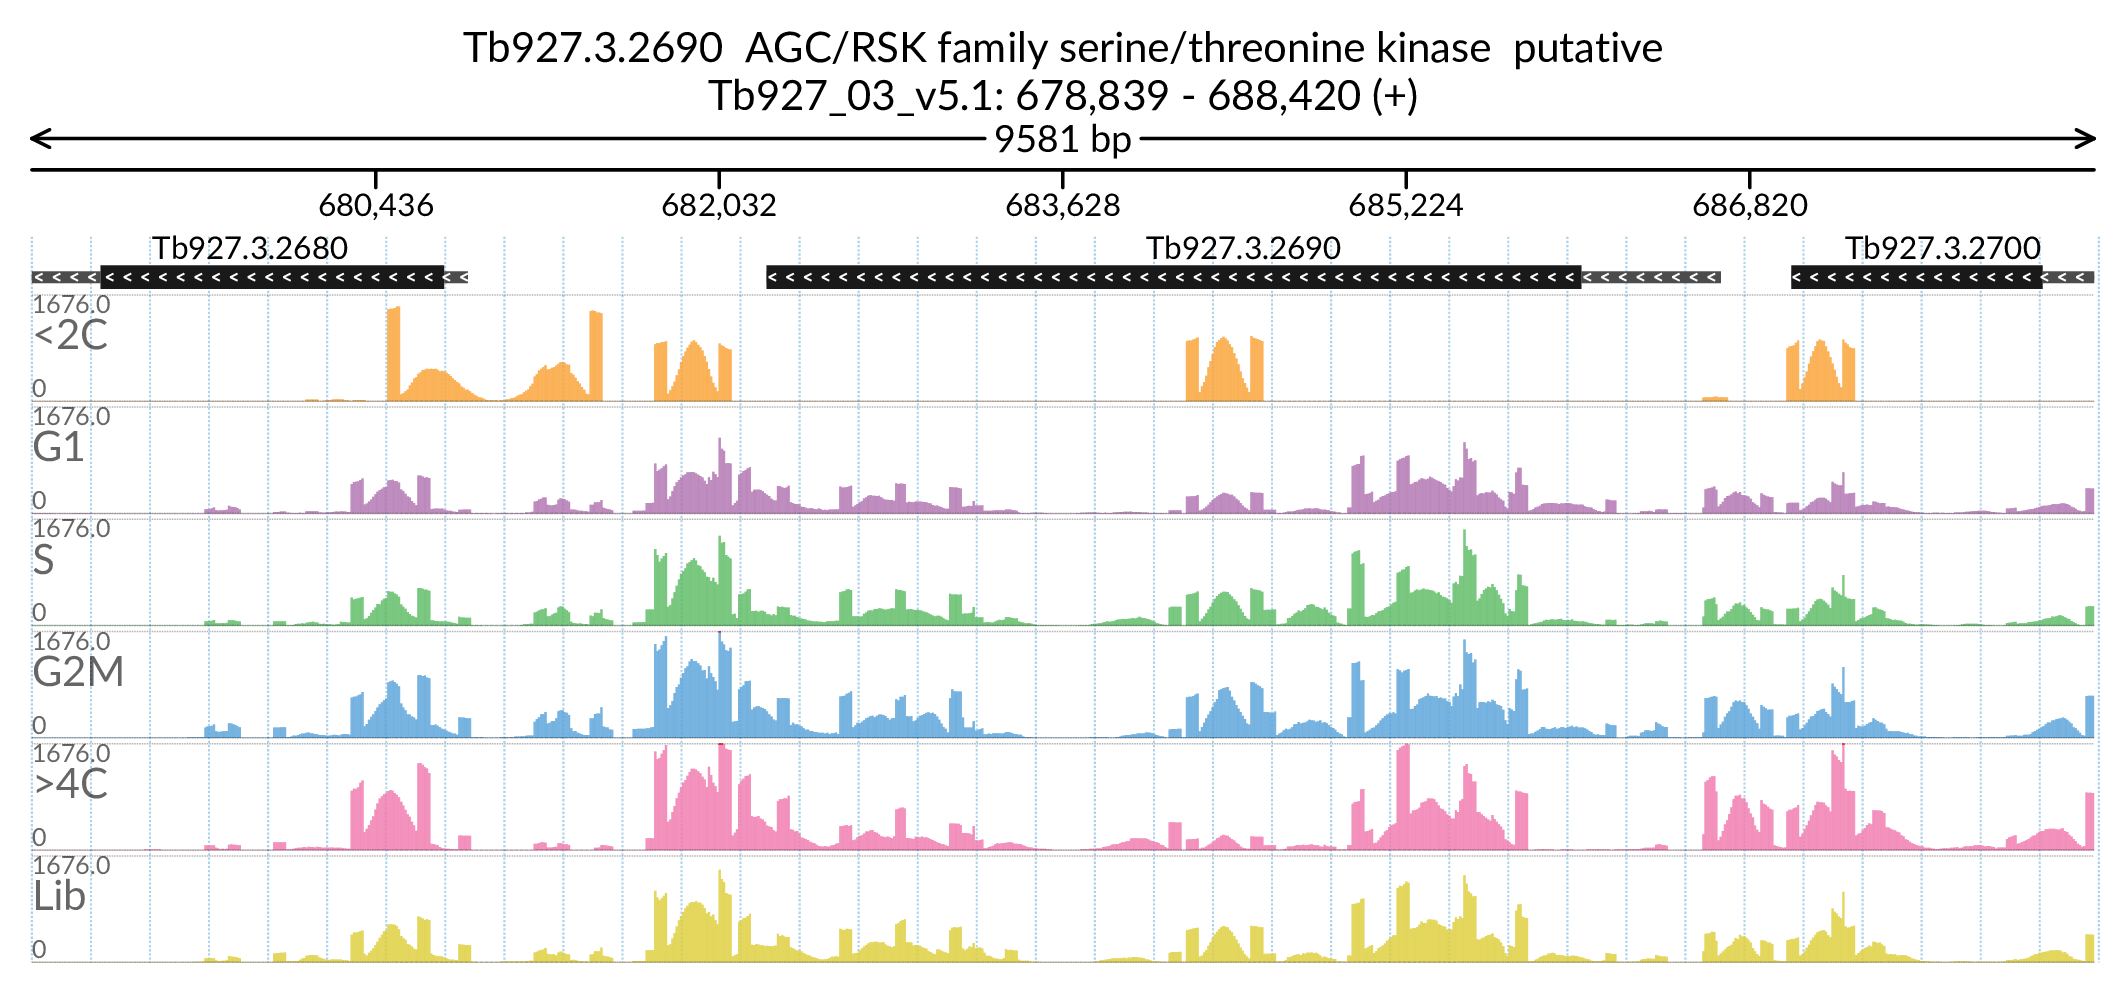 Tb927.3.2690  AGC/RSK family serine/threonine kinase  putative
Tb927_03_v5.1: 678,839 - 688,420 (+)
9581 bp
680,436 682,032 683,628 685,224 686,820
Tb927.3.2680 Tb927.3.2690 Tb927.3.2700
1676.0
<2C
0
1676.0
G1
0
1676.0
S
0
1676.0
G2M
0
1676.0
>4C
0
1676.0
Lib
0